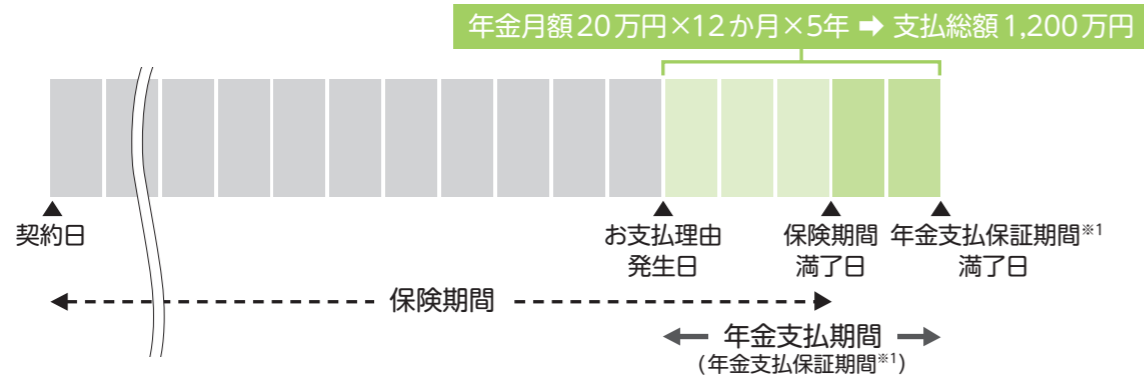 年金月額20万円×12か月×5年 ➡ 支払総額1,200万円
契約日
お支払理由
発生日
保険期間
満了日
年金支払保証期間※1
満了日
保険期間
年金支払期間
(年金支払保証期間※1)